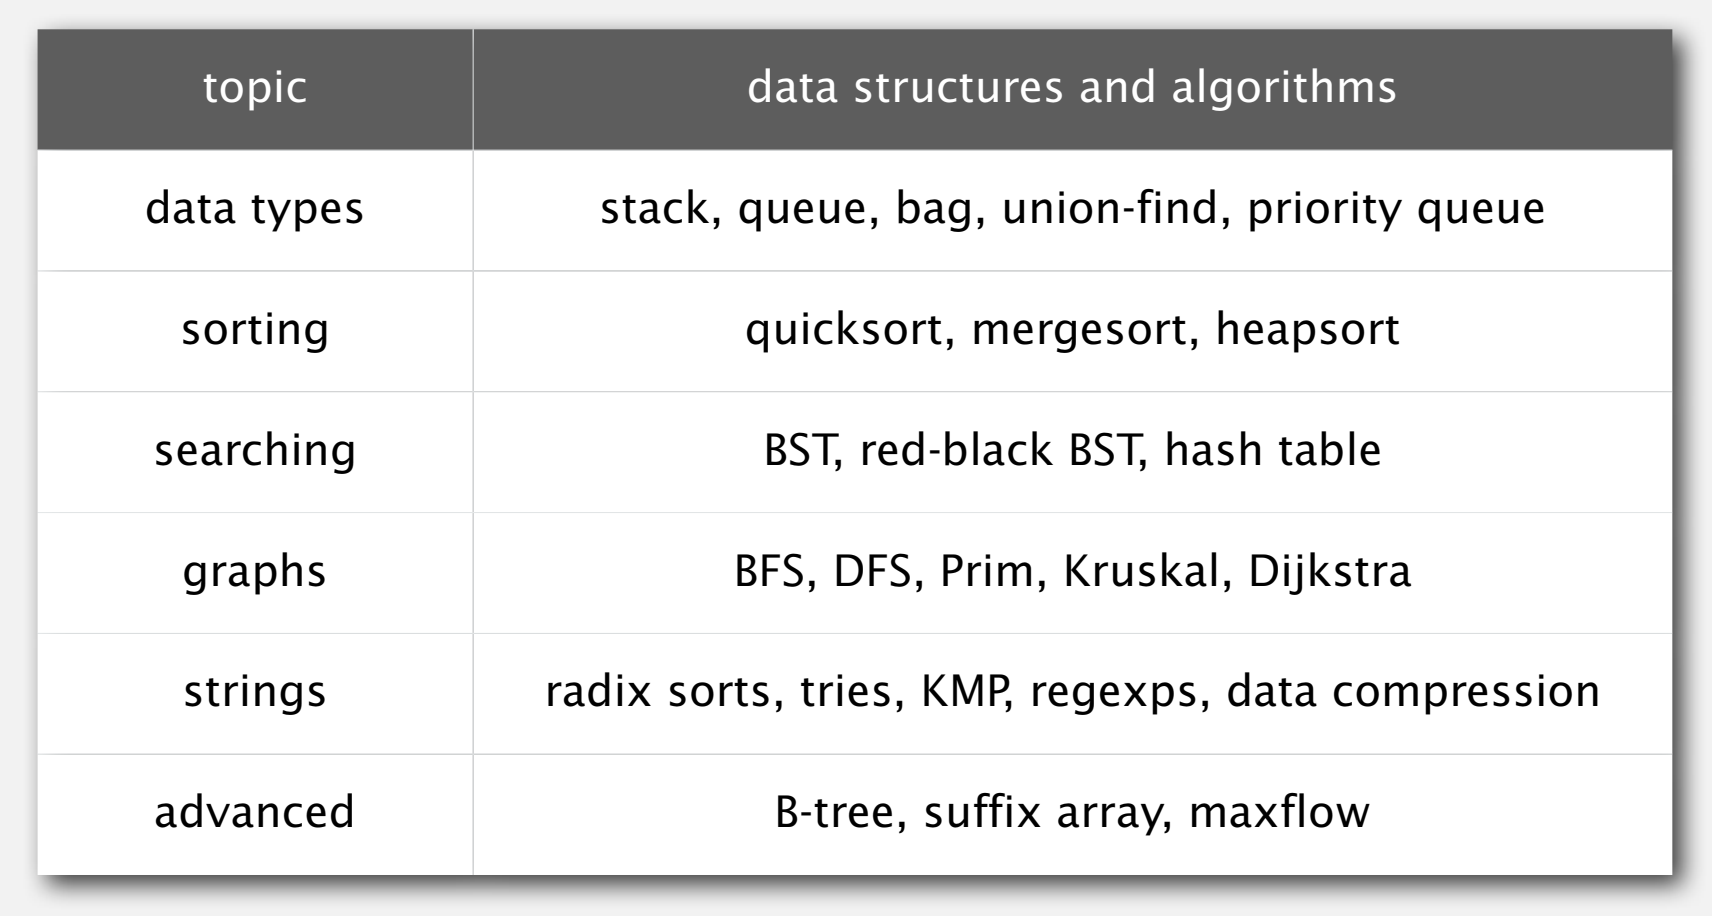 topic data structures and algorithms
data types stack, queue, bag, union-find, priority queue
sorting quicksort, mergesort, heapsort
searching BST, red-black BST, hash table
graphs BFS, DFS, Prim, Kruskal, Dijkstra
strings radix sorts, tries, KMP, regexps, data compression
advanced B-tree, suffix array, maxflow